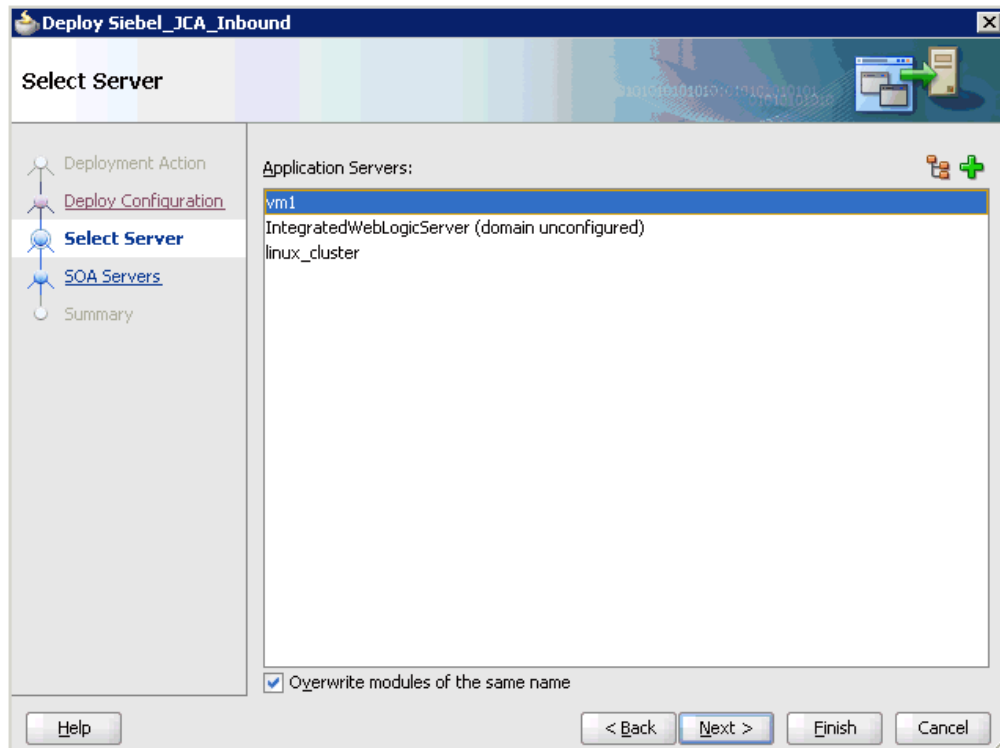 Deploy Siebel_JCA_Inbound
Select Server
Deployment Action
Deploy Configuration
Select Server
SOA Servers
Summary
Application Servers:
vm1
IntegratedWebLogicServer (domain unconfigured)
linux_cluster
Overwrite modules of the same name
Help
< Back
Next >
Finish
Cancel